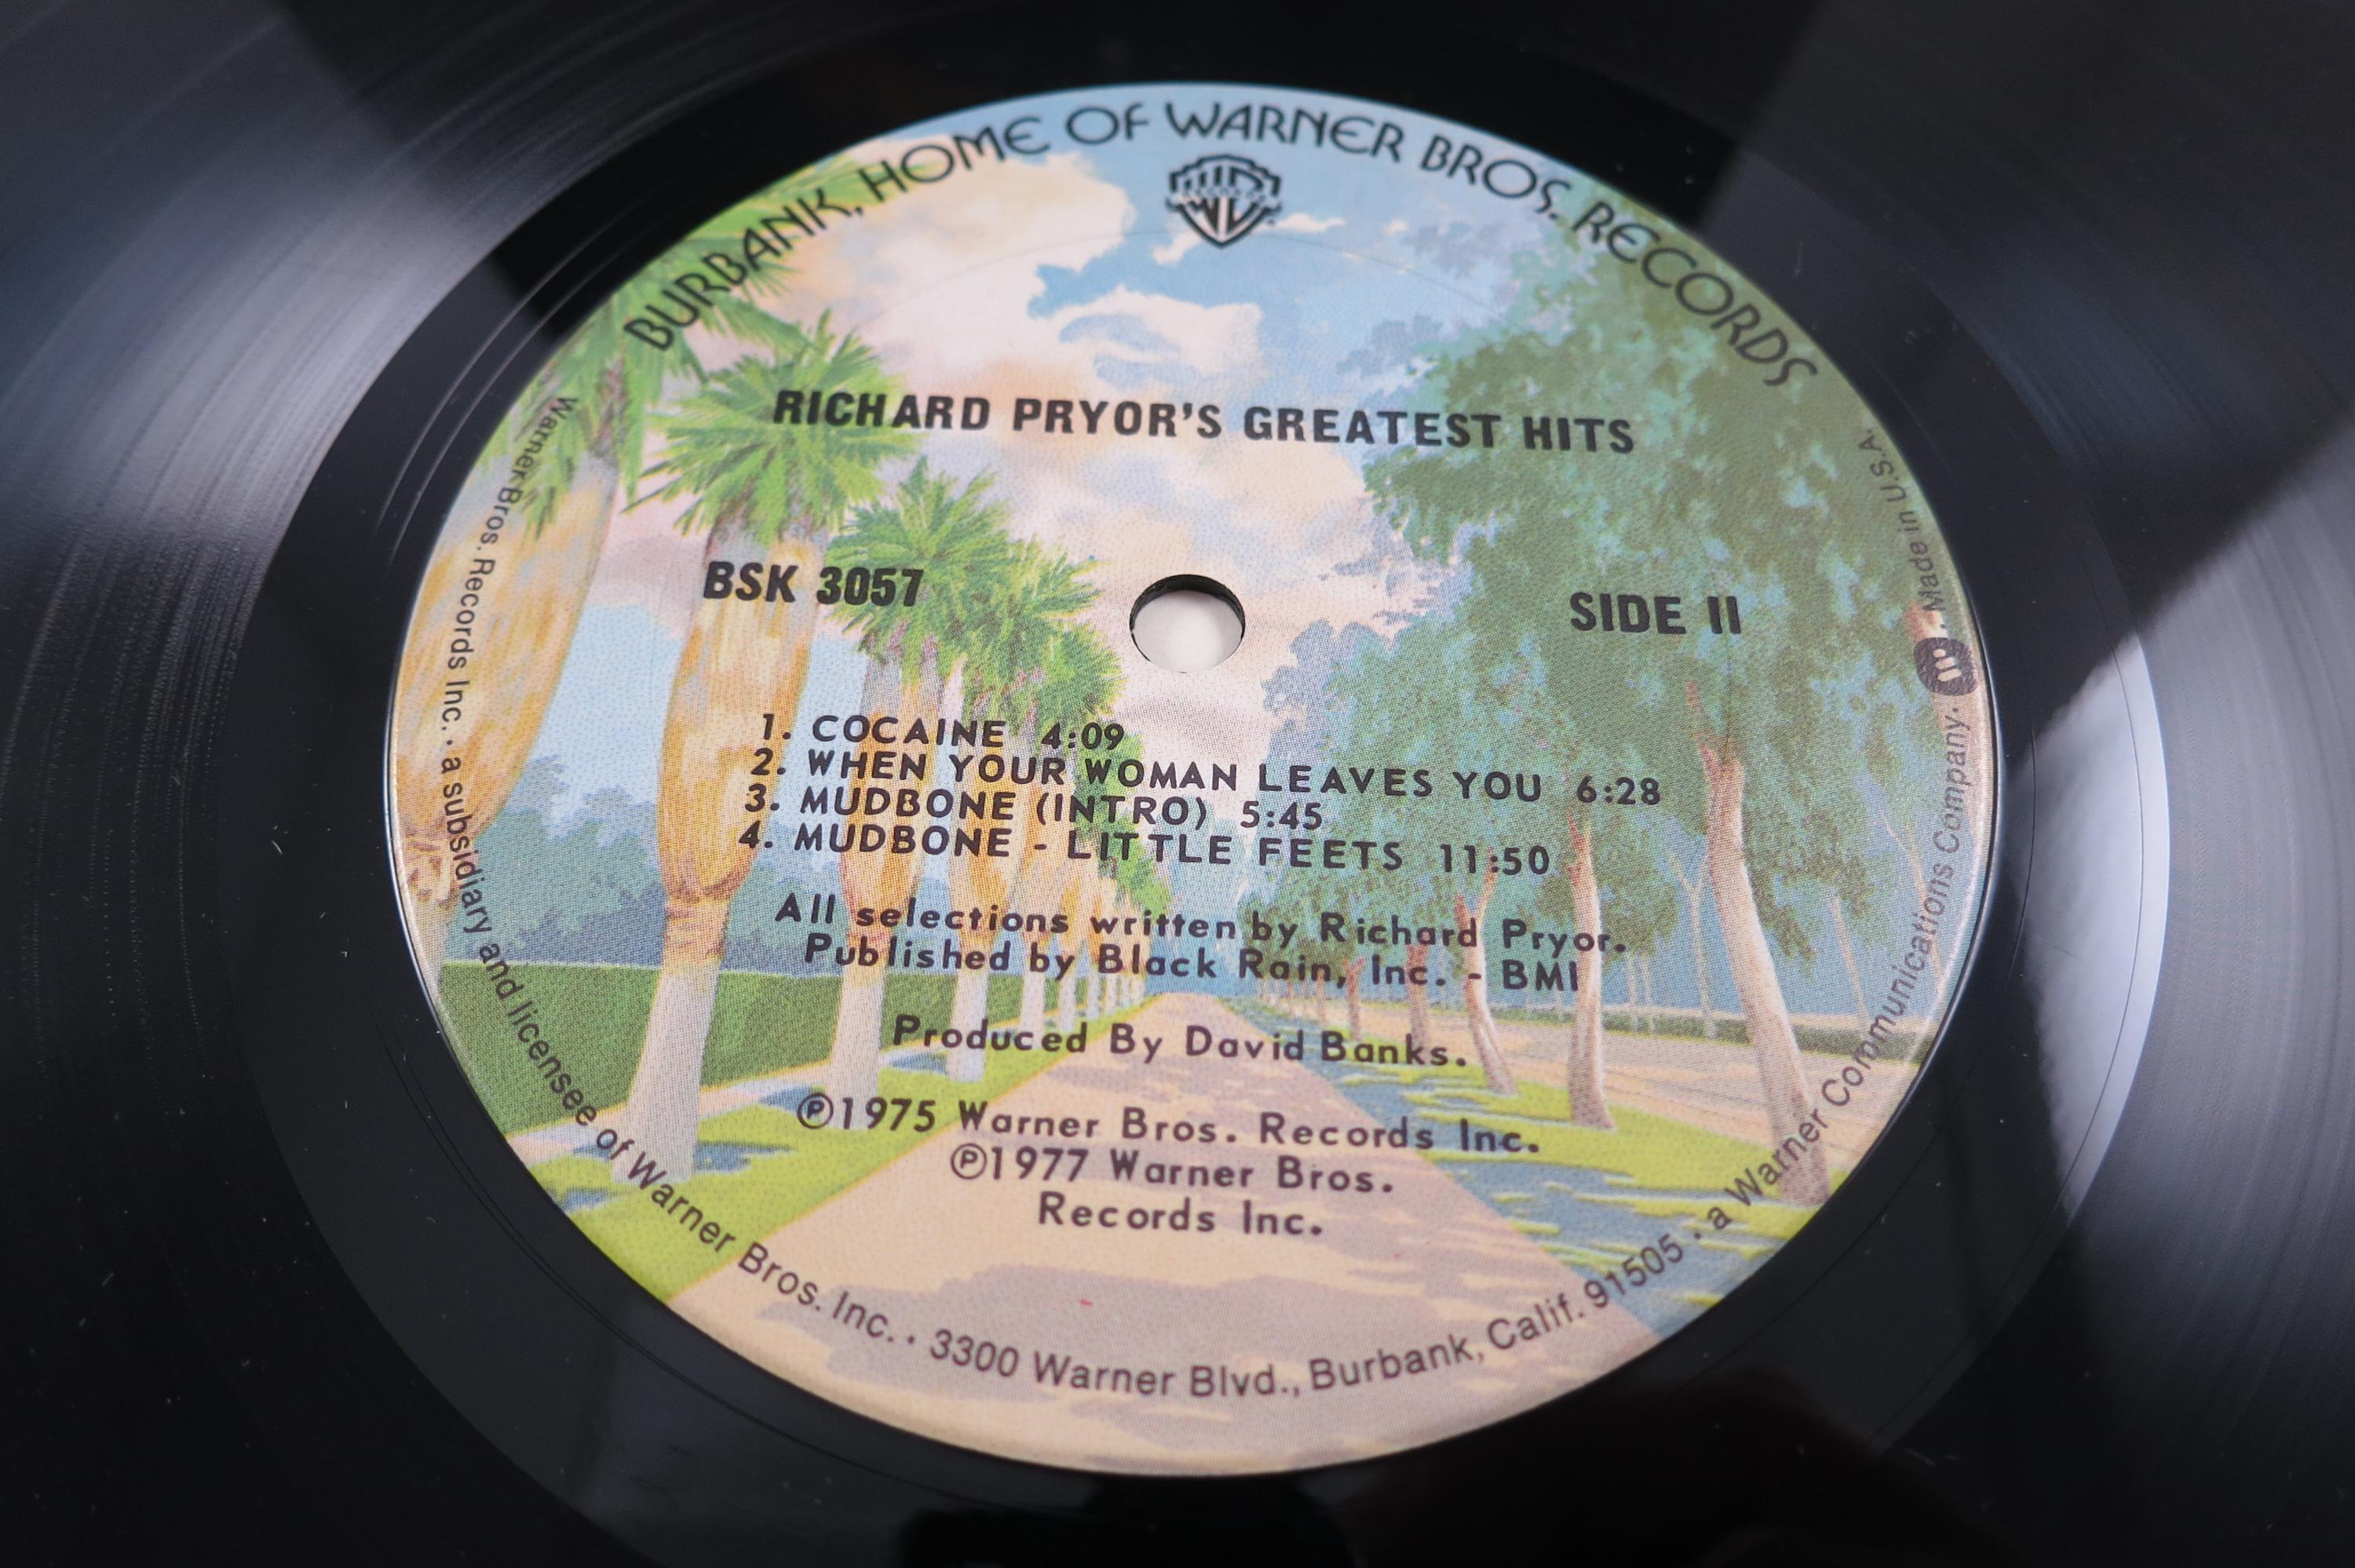 BURBANK, HOME OF WARNER BROS. RECORDS
RICHARD PRYOR'S GREATEST HITS
BSK 3057
SIDE II
1. COCAINE 4:09
2. WHEN YOUR WOMAN LEAVES YOU 6:28
3. MUDBONE (INTRO) 5:45
4. MUDBONE - LITTLE FEETS 11:50
All selections written by Richard Pryor.
Published by Black Rain, Inc. - BMI
Produced By David Banks.
Ⓟ1975 Warner Bros. Records Inc.
Ⓟ1977 Warner Bros.
Records Inc.
Warner Bros. Records Inc. · a subsidiary and licensee of Warner Bros. Inc. · 3300 Warner Blvd., Burbank, Calif. 91505 · a Warner Communications Company. · Made in U.S.A.